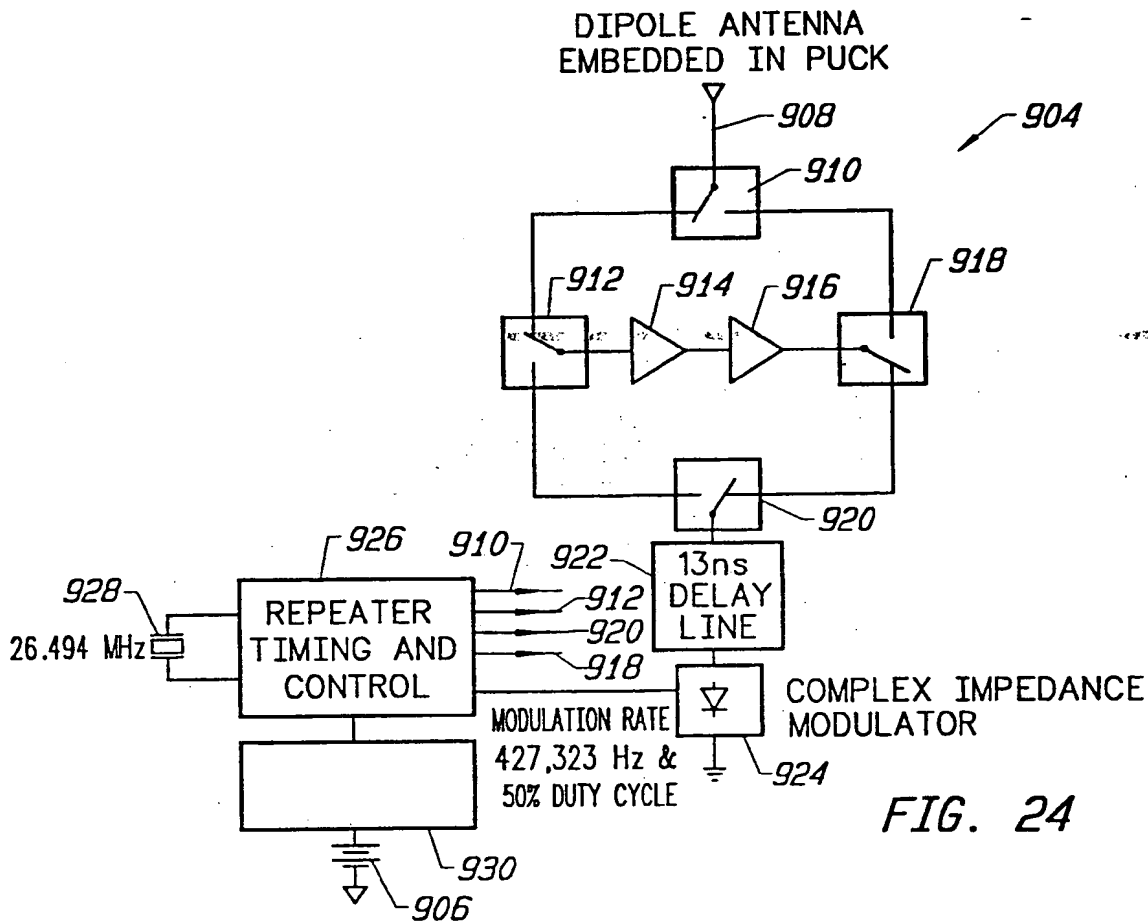 DIPOLE ANTENNA
EMBEDDED IN PUCK
908
904
910
918
912
914
916
920
926
910
922
13ns
DELAY
LINE
928
REPEATER
TIMING AND
CONTROL
912
26.494 MHz
920
918
COMPLEX IMPEDANCE
MODULATOR
MODULATION RATE
427,323 Hz &
50% DUTY CYCLE
924
FIG. 24
930
906